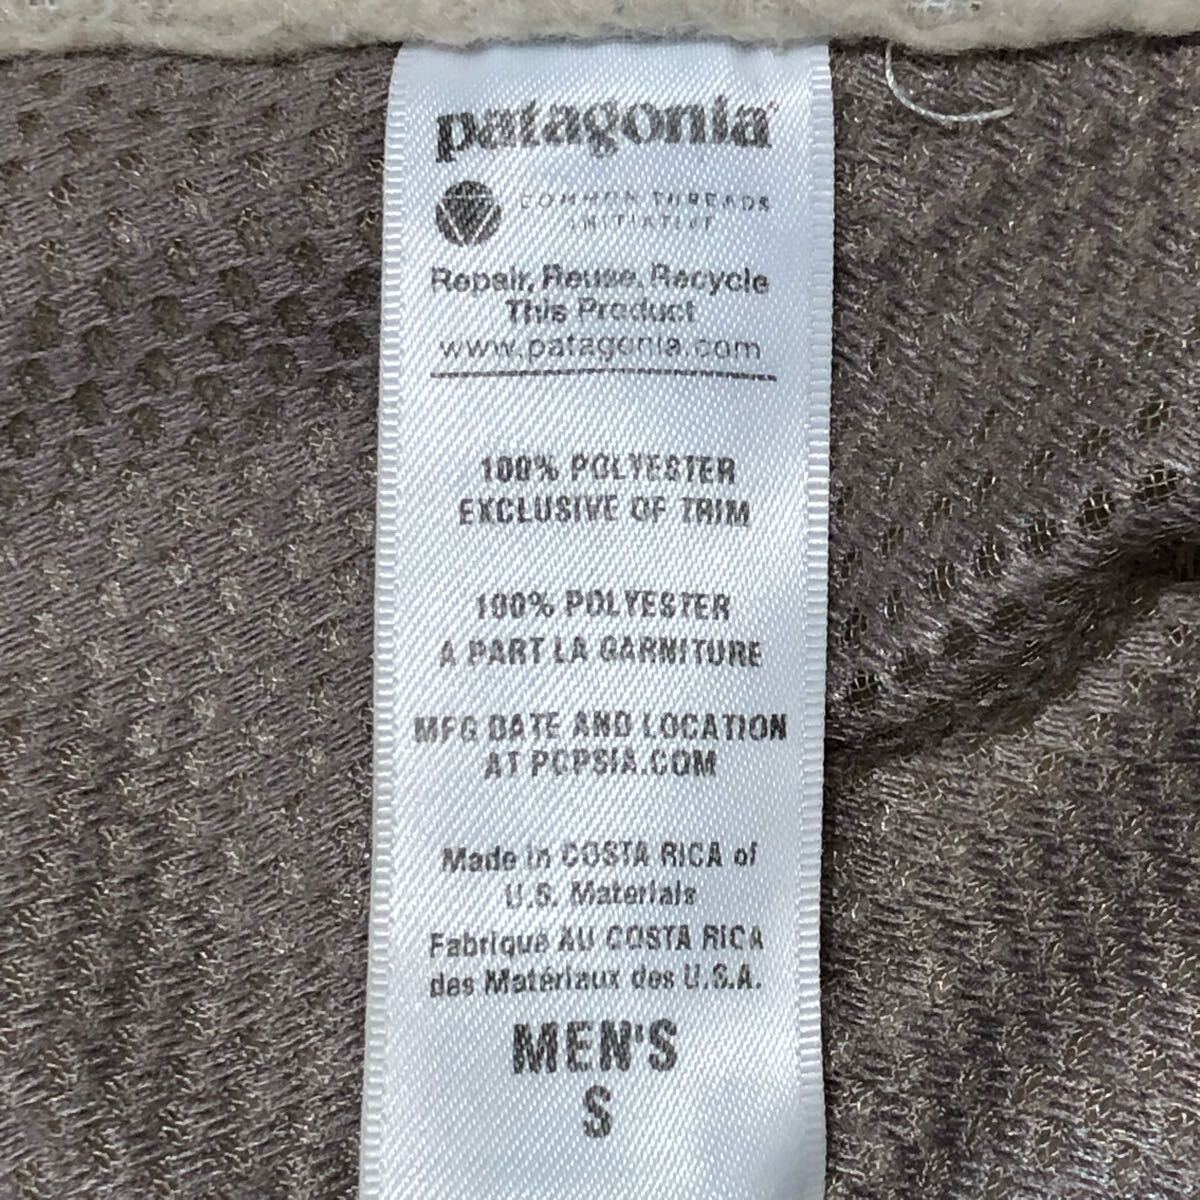 patagonia
COMMON THREADS
INITIATIVE
Repair, Reuse, Recycle
This Product
www.patagonia.com
100% POLYESTER
EXCLUSIVE OF TRIM
100% POLYESTER
A PART LA GARNITURE
MFG DATE AND LOCATION
AT POPSIA.COM
Made in COSTA RICA of
U.S. Materials
Fabriqué AU COSTA RICA
des Matériaux des U.S.A.
MEN'S
S